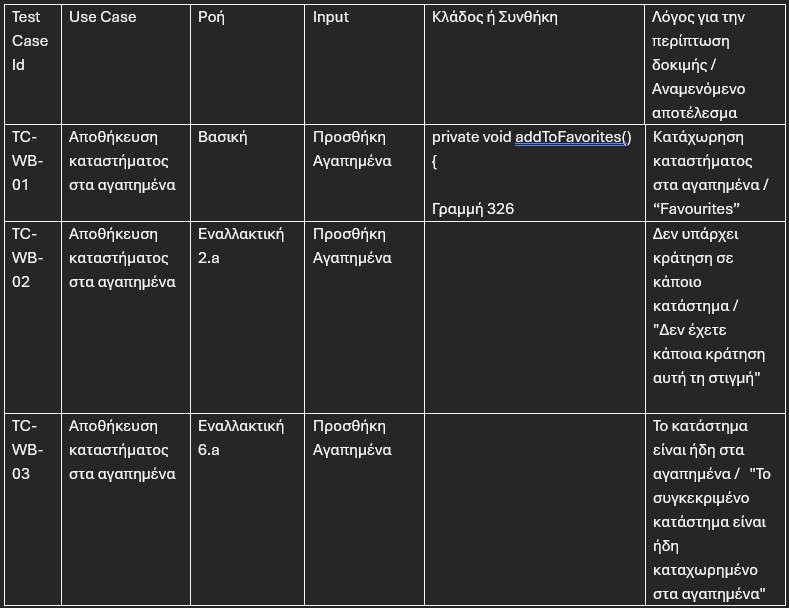 Test
Case
Id
Use Case
Ροή
Input
Κλάδος ή Συνθήκη
Λόγος για την
περίπτωση
δοκιμής /
Αναμενόμενο
αποτέλεσμα
TC-
WB-
01
Αποθήκευση
καταστήματος
στα αγαπημένα
Βασική
Προσθήκη
Αγαπημένα
private void addToFavorites()
{
Γραμμή 326
Κατάχωρηση
καταστήματος
στα αγαπημένα /
“Favourites”
TC-
WB-
02
Αποθήκευση
καταστήματος
στα αγαπημένα
Εναλλακτική
2.a
Προσθήκη
Αγαπημένα
Δεν υπάρχει
κράτηση σε
κάποιο
κατάστημα /
"Δεν έχετε
κάποια κράτηση
αυτή τη στιγμή"
TC-
WB-
03
Αποθήκευση
καταστήματος
στα αγαπημένα
Εναλλακτική
6.a
Προσθήκη
Αγαπημένα
Το κατάστημα
είναι ήδη στα
αγαπημένα / "Το
συγκεκριμένο
κατάστημα είναι
ήδη
καταχωρημένο
στα αγαπημένα"